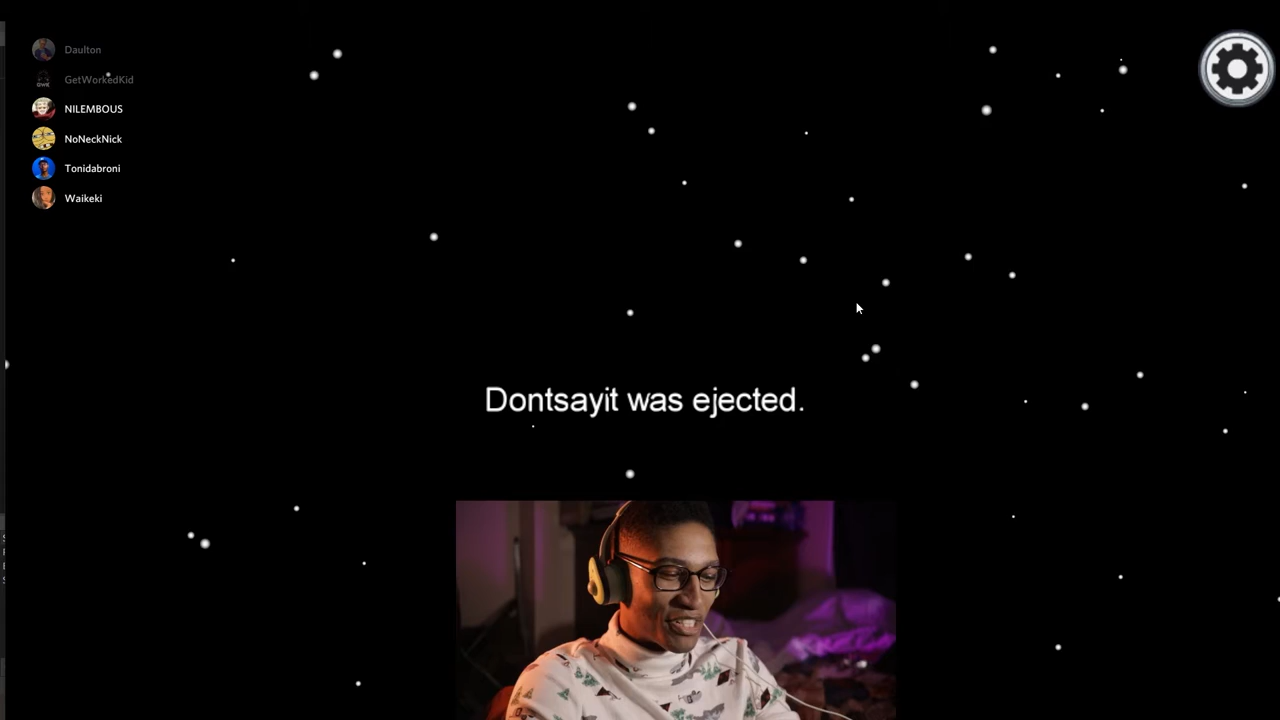 Daulton
GetWorkedKid
NILEMBOUS
NoNeckNick
Tonidabroni
Waikeki
Dontsayit was ejected.